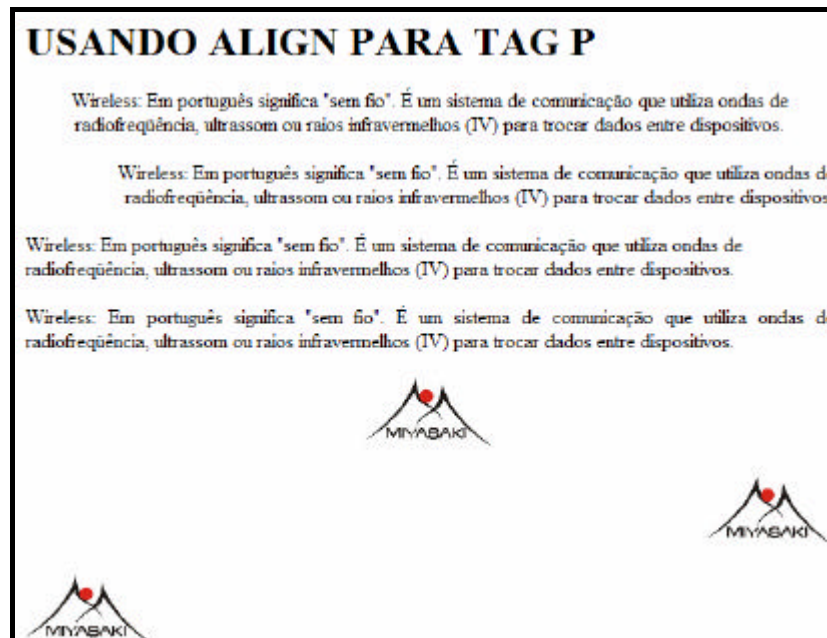 USANDO ALIGN PARA TAG P
Wireless: Em português significa "sem fio". É um sistema de comunicação que utiliza ondas de
radiofreqüência, ultrassom ou raios infravermelhos (IV) para trocar dados entre dispositivos.
Wireless: Em português significa "sem fio". É um sistema de comunicação que utiliza ondas de
radiofreqüência, ultrassom ou raios infravermelhos (IV) para trocar dados entre dispositivos.
Wireless: Em português significa "sem fio". É um sistema de comunicação que utiliza ondas de
radiofreqüência, ultrassom ou raios infravermelhos (IV) para trocar dados entre dispositivos.
Wireless: Em português significa "sem fio". É um sistema de comunicação que utiliza ondas de
radiofreqüência, ultrassom ou raios infravermelhos (IV) para trocar dados entre dispositivos.
MIYASAKI
MIYASAKI
MIYASAKI